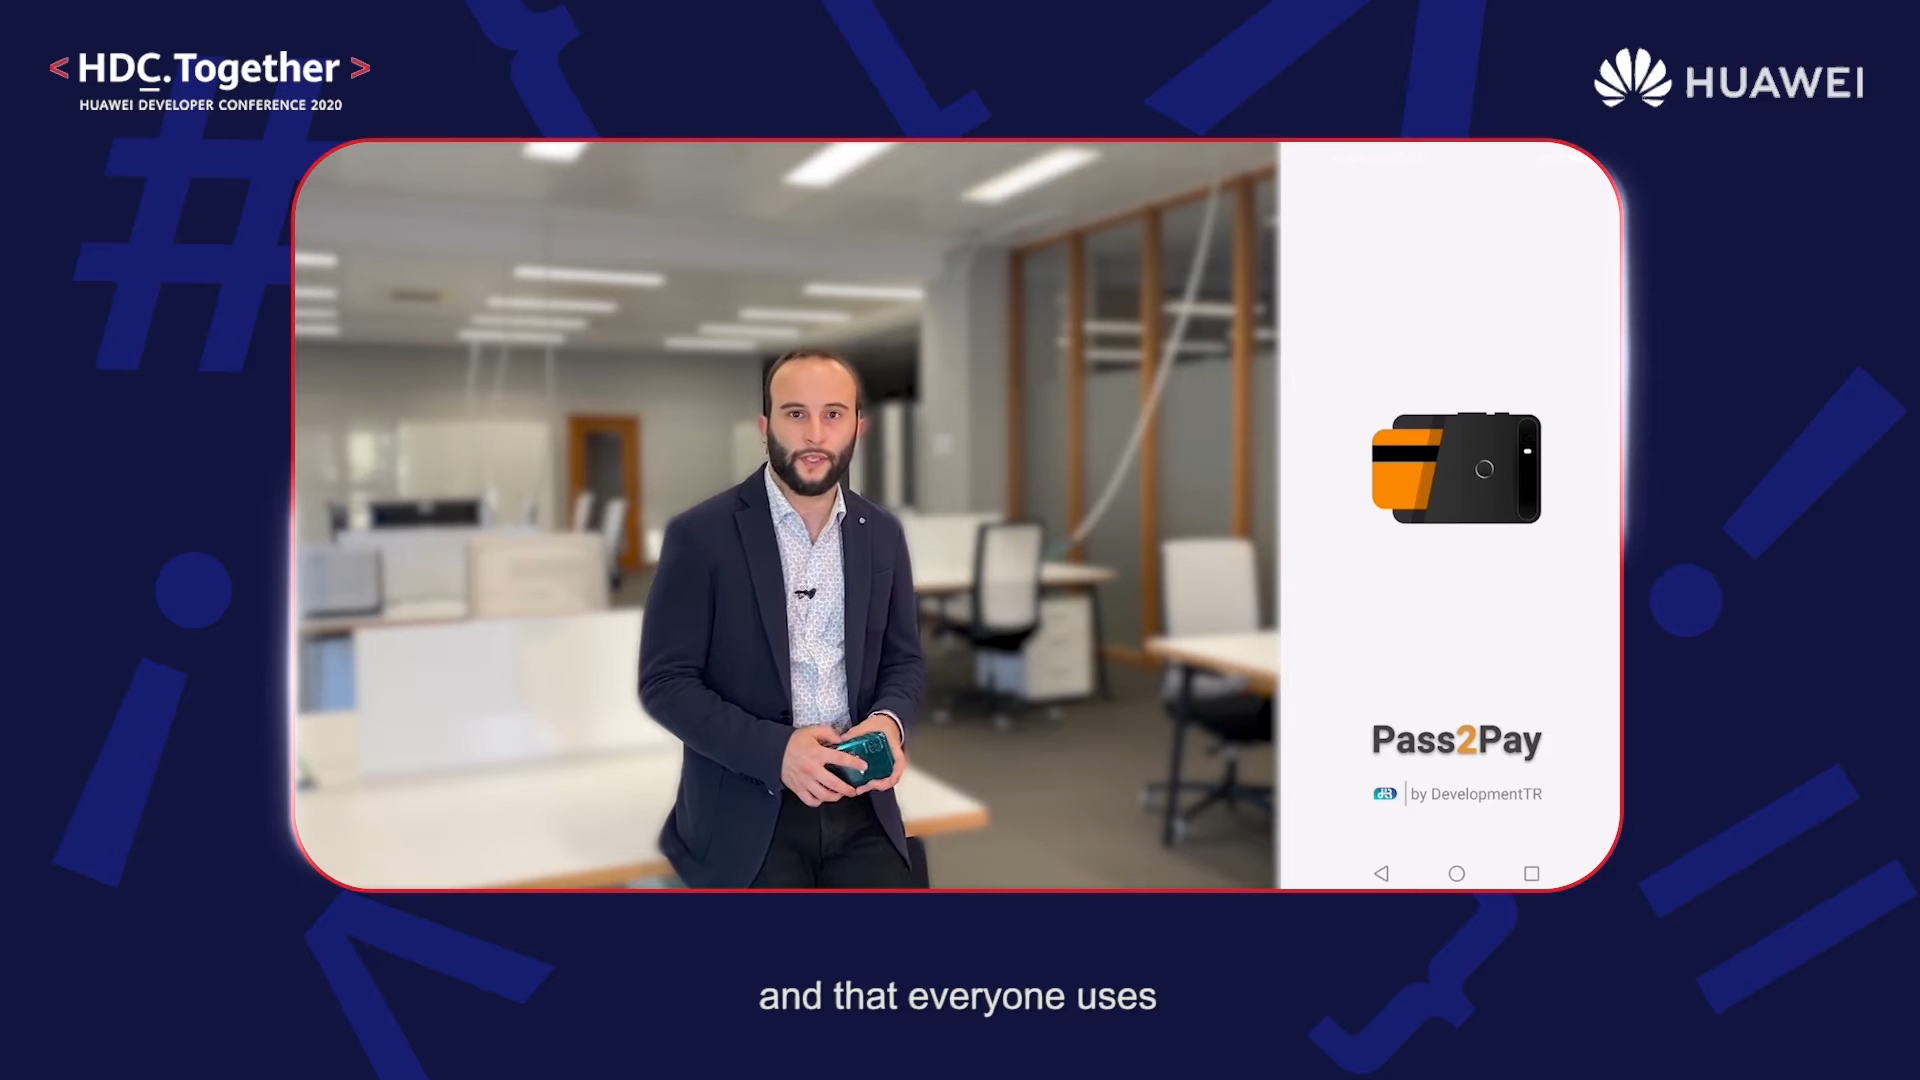 < HDC.Together >
HUAWEI DEVELOPER CONFERENCE 2020
HUAWEI
Pass2Pay
by DevelopmentTR
and that everyone uses